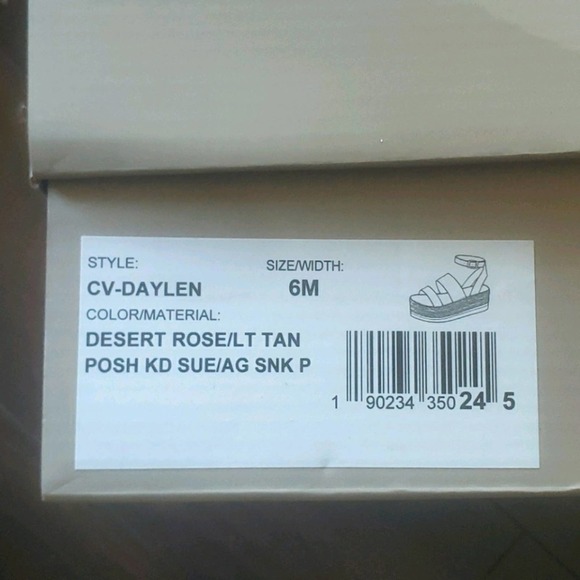 STYLE: SIZE/WIDTH:
CV-DAYLEN 6M
COLOR/MATERIAL:
DESERT ROSE/LT TAN
POSH KD SUE/AG SNK P
1 90234 350 24 5